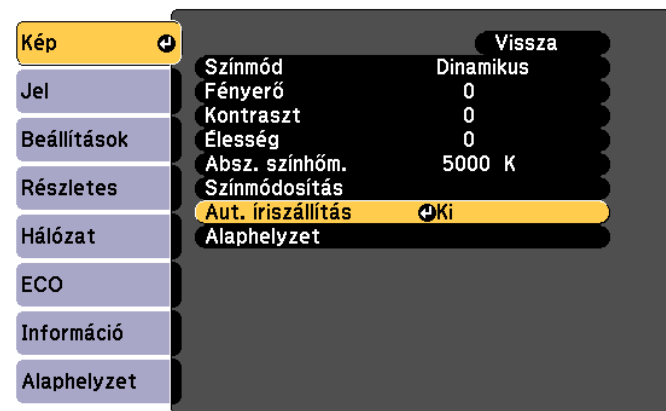 Kép
Jel
Beállítások
Részletes
Hálózat
ECO
Információ
Alaphelyzet
Vissza
Színmód Dinamikus
Fényerő 0
Kontraszt 0
Élesség 0
Absz. színhőm. 5000 K
Színmódosítás
Aut. íriszállítás Ki
Alaphelyzet